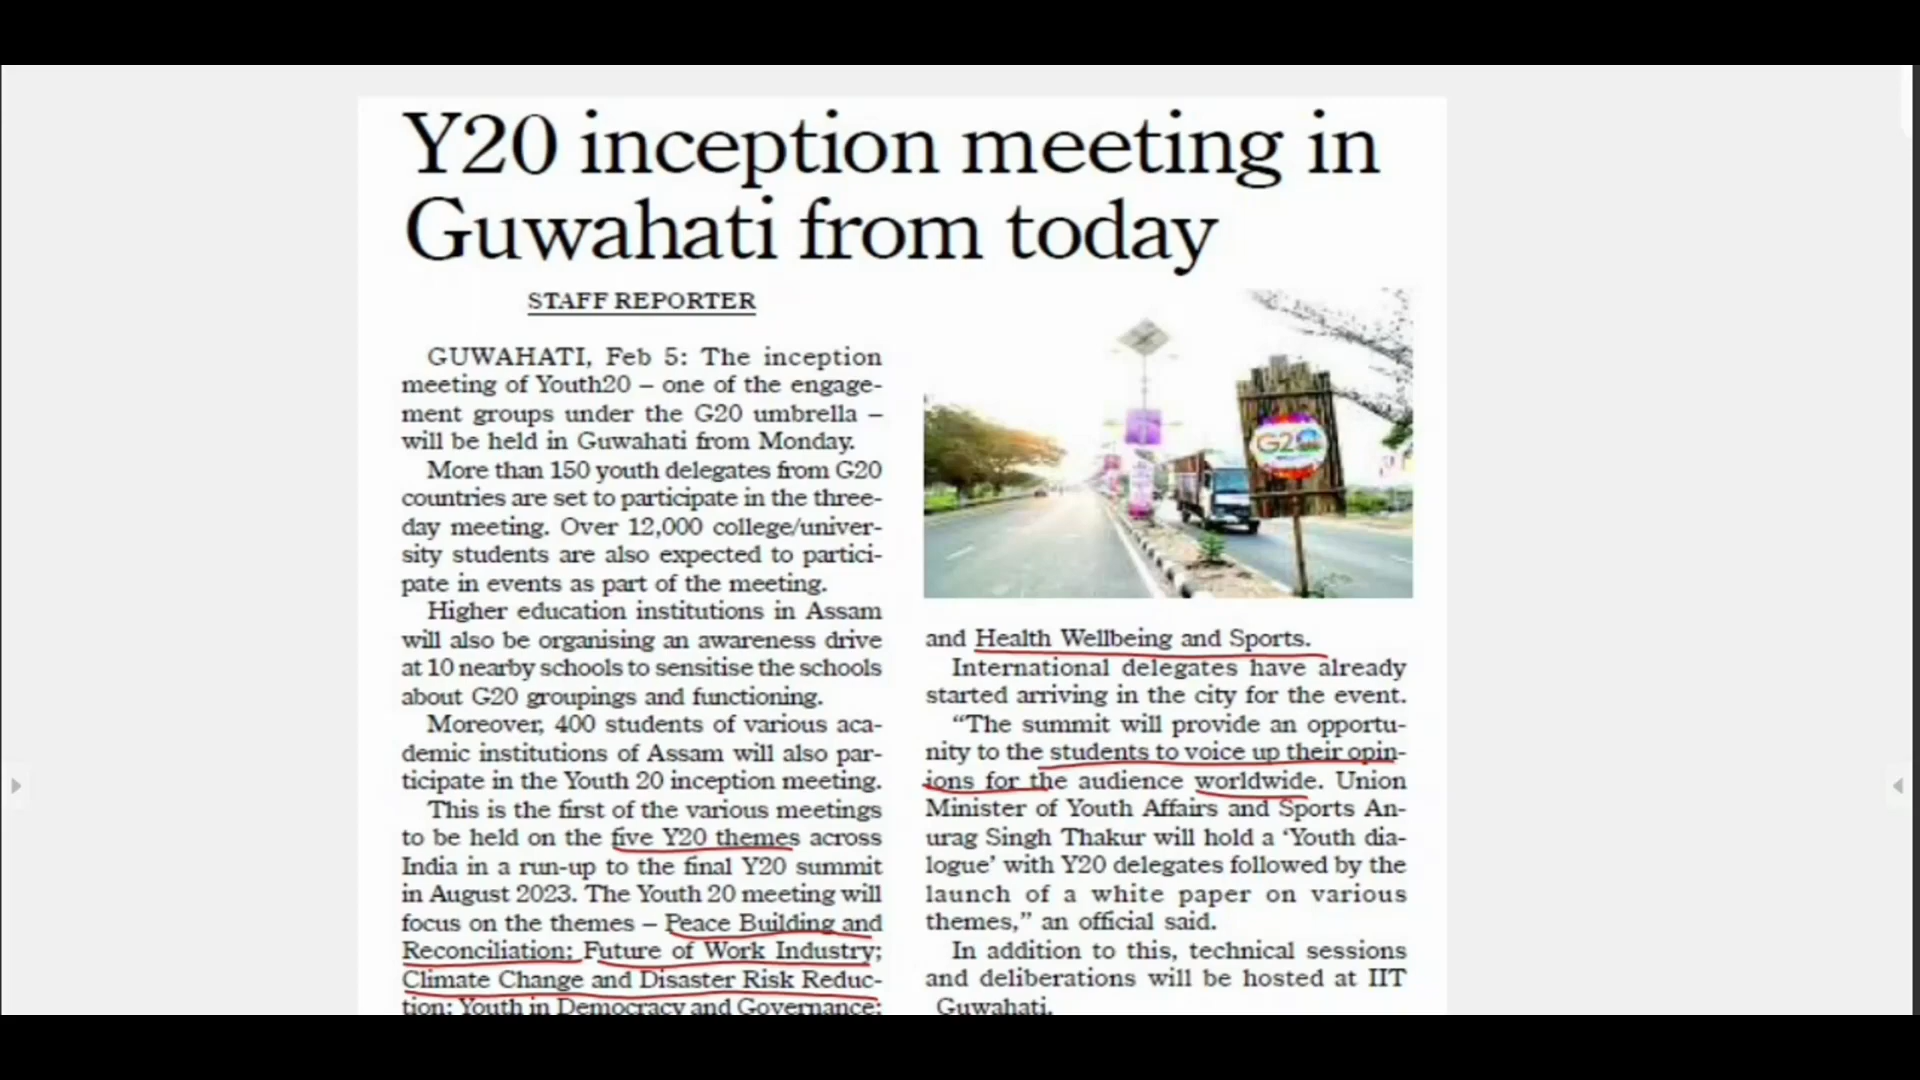 Y20 inception meeting in
Guwahati from today
STAFF REPORTER
GUWAHATI, Feb 5: The inception
meeting of Youth20 – one of the engage-
ment groups under the G20 umbrella –
will be held in Guwahati from Monday.
More than 150 youth delegates from G20
countries are set to participate in the three-
day meeting. Over 12,000 college/univer-
sity students are also expected to partici-
pate in events as part of the meeting.
Higher education institutions in Assam
will also be organising an awareness drive
at 10 nearby schools to sensitise the schools
about G20 groupings and functioning.
Moreover, 400 students of various aca-
demic institutions of Assam will also par-
ticipate in the Youth 20 inception meeting.
This is the first of the various meetings
to be held on the five Y20 themes across
India in a run-up to the final Y20 summit
in August 2023. The Youth 20 meeting will
focus on the themes – Peace Building and
Reconciliation; Future of Work Industry;
Climate Change and Disaster Risk Reduc-
tion; Youth in Democracy and Governance;
G20
and Health Wellbeing and Sports.
International delegates have already
started arriving in the city for the event.
“The summit will provide an opportu-
nity to the students to voice up their opin-
ions for the audience worldwide. Union
Minister of Youth Affairs and Sports An-
urag Singh Thakur will hold a ‘Youth dia-
logue’ with Y20 delegates followed by the
launch of a white paper on various
themes,” an official said.
In addition to this, technical sessions
and deliberations will be hosted at IIT
Guwahati.